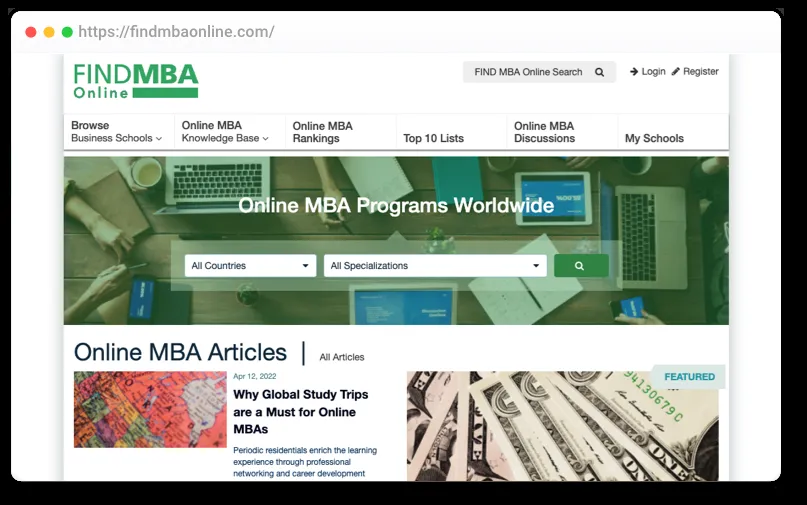 https://findmbaonline.com/
FINDMBA
Online
FIND MBA Online Search
Login
Register
Browse
Business Schools
Online MBA
Knowledge Base
Online MBA
Rankings
Top 10 Lists
Online MBA
Discussions
My Schools
Online MBA Programs Worldwide
All Countries
All Specializations
Online MBA Articles
All Articles
Apr 12, 2022
Why Global Study Trips
are a Must for Online
MBAs
Periodic residentials enrich the learning
experience through professional
networking and career development
FEATURED